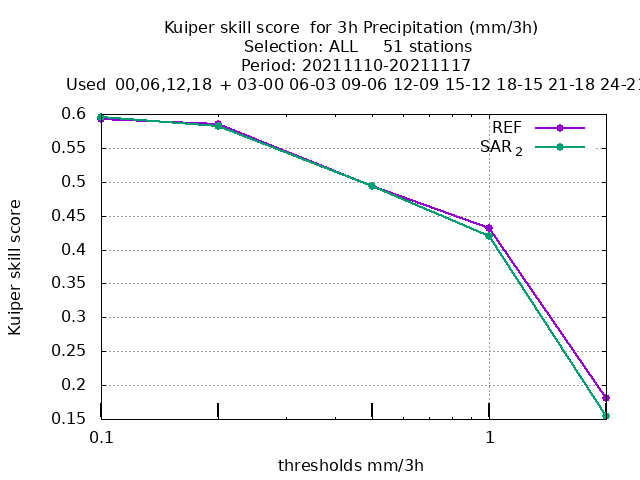 Kuiper skill score  for 3h Precipitation (mm/3h)
Selection: ALL     51 stations
Period: 20211110-20211117
Used  00,06,12,18  + 03-00 06-03 09-06 12-09 15-12 18-15 21-18 24-21
0.6
0.55
0.5
0.45
0.4
0.35
0.3
0.25
0.2
0.15
Kuiper skill score
REF
SAR 2
0.1
1
thresholds mm/3h